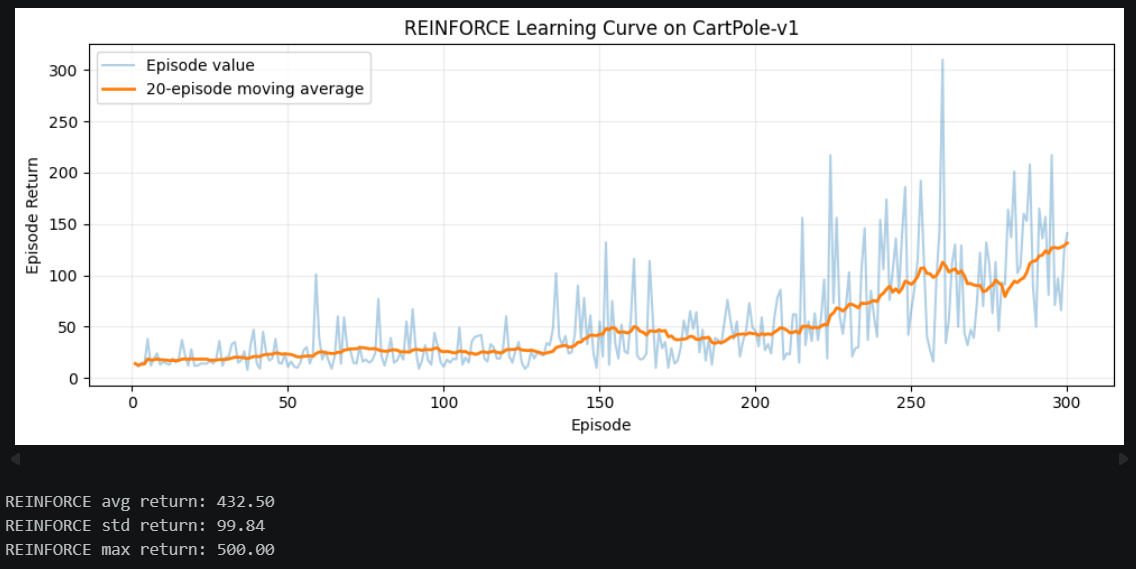 REINFORCE Learning Curve on CartPole-v1
Episode value
20-episode moving average
Episode Return
300
250
200
150
100
50
0
0 50 100 150 200 250 300
Episode
REINFORCE avg return: 432.50
REINFORCE std return: 99.84
REINFORCE max return: 500.00